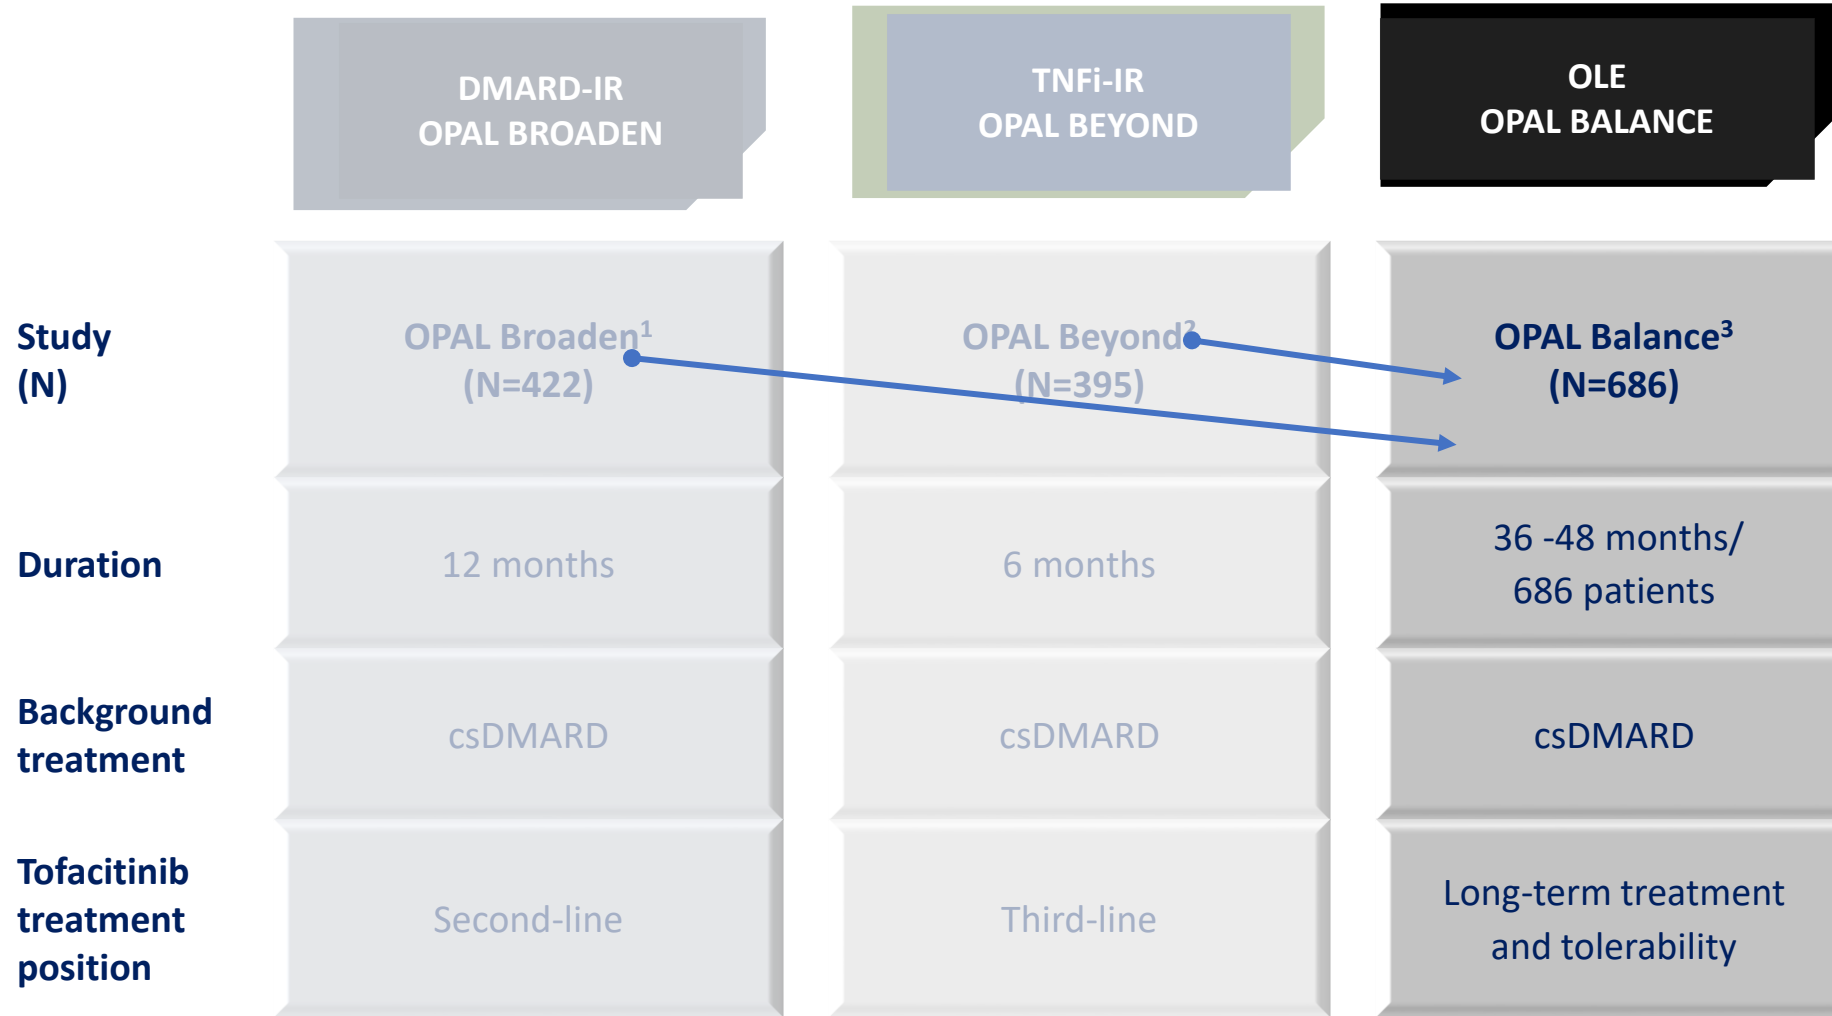 DMARD-IR
OPAL BROADEN
TNFi-IR
OPAL BEYOND
OLE
OPAL BALANCE
Study
(N)
OPAL Broaden¹
(N=422)
OPAL Beyond²
(N=395)
OPAL Balance³
(N=686)
Duration
12 months
6 months
36 -48 months/
686 patients
Background
treatment
csDMARD
csDMARD
csDMARD
Tofacitinib
treatment
position
Second-line
Third-line
Long-term treatment
and tolerability